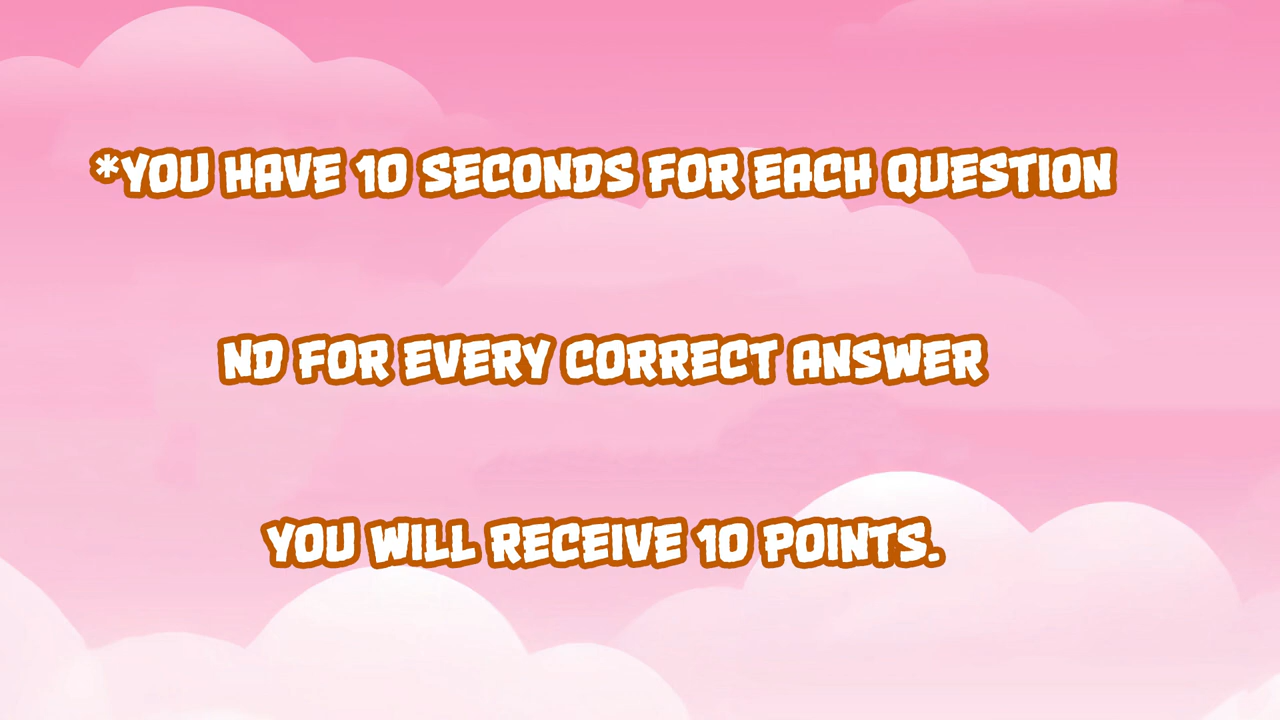 *YOU HAVE 10 SECONDS FOR EACH QUESTION
ND FOR EVERY CORRECT ANSWER
YOU WILL RECEIVE 10 POINTS.